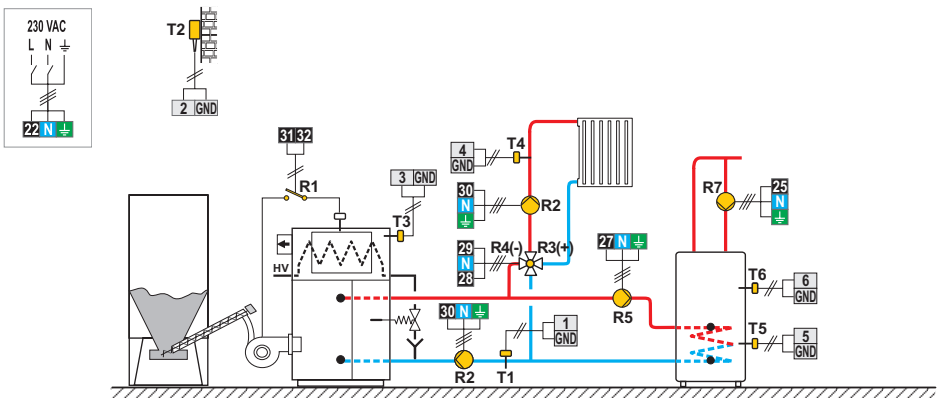 230 VAC
L N
22 N
T2
2 GND
31 32
R1
3 GND
T3
HV
4
GND
T4
30
N
R2
29
N
28
R4(-) R3(+)
27 N
R5
30 N
R2
1
GND
T1
R7
25
N
T6
6
GND
T5
5
GND